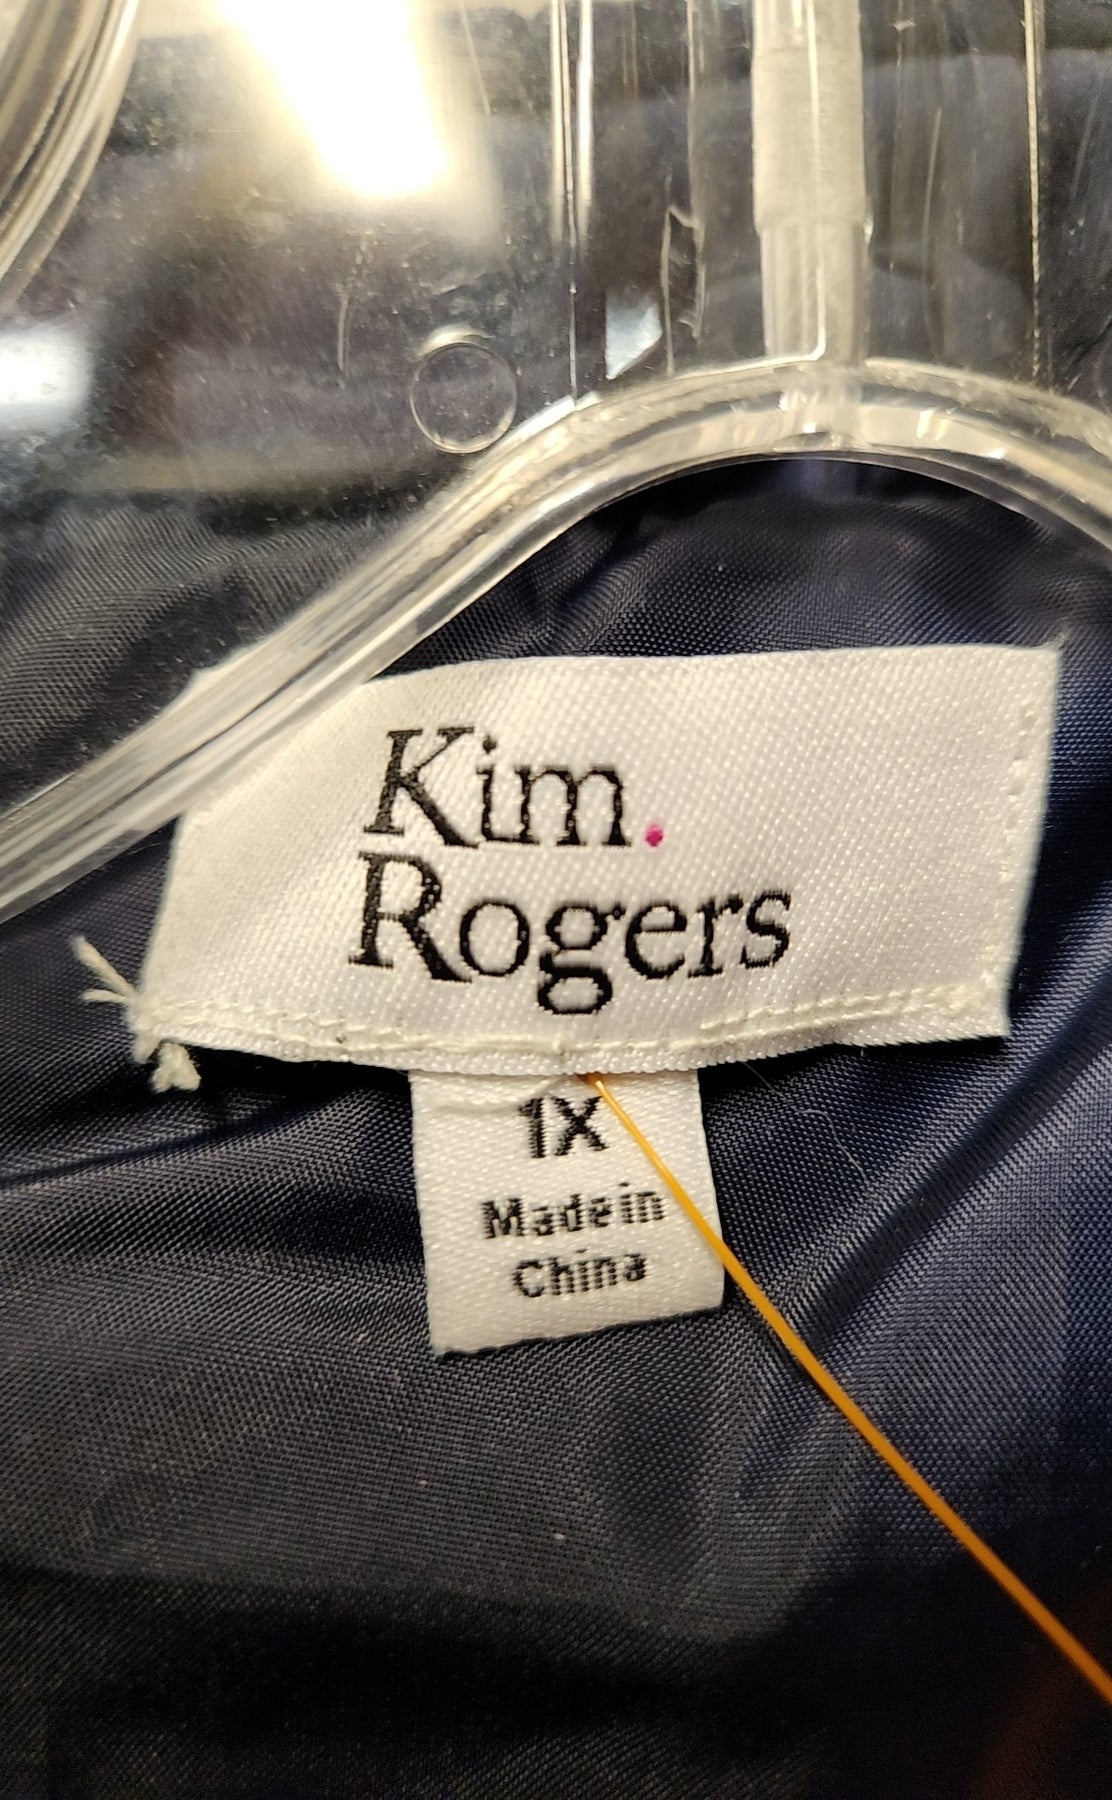 Kim.
Rogers
1X
Made in
China